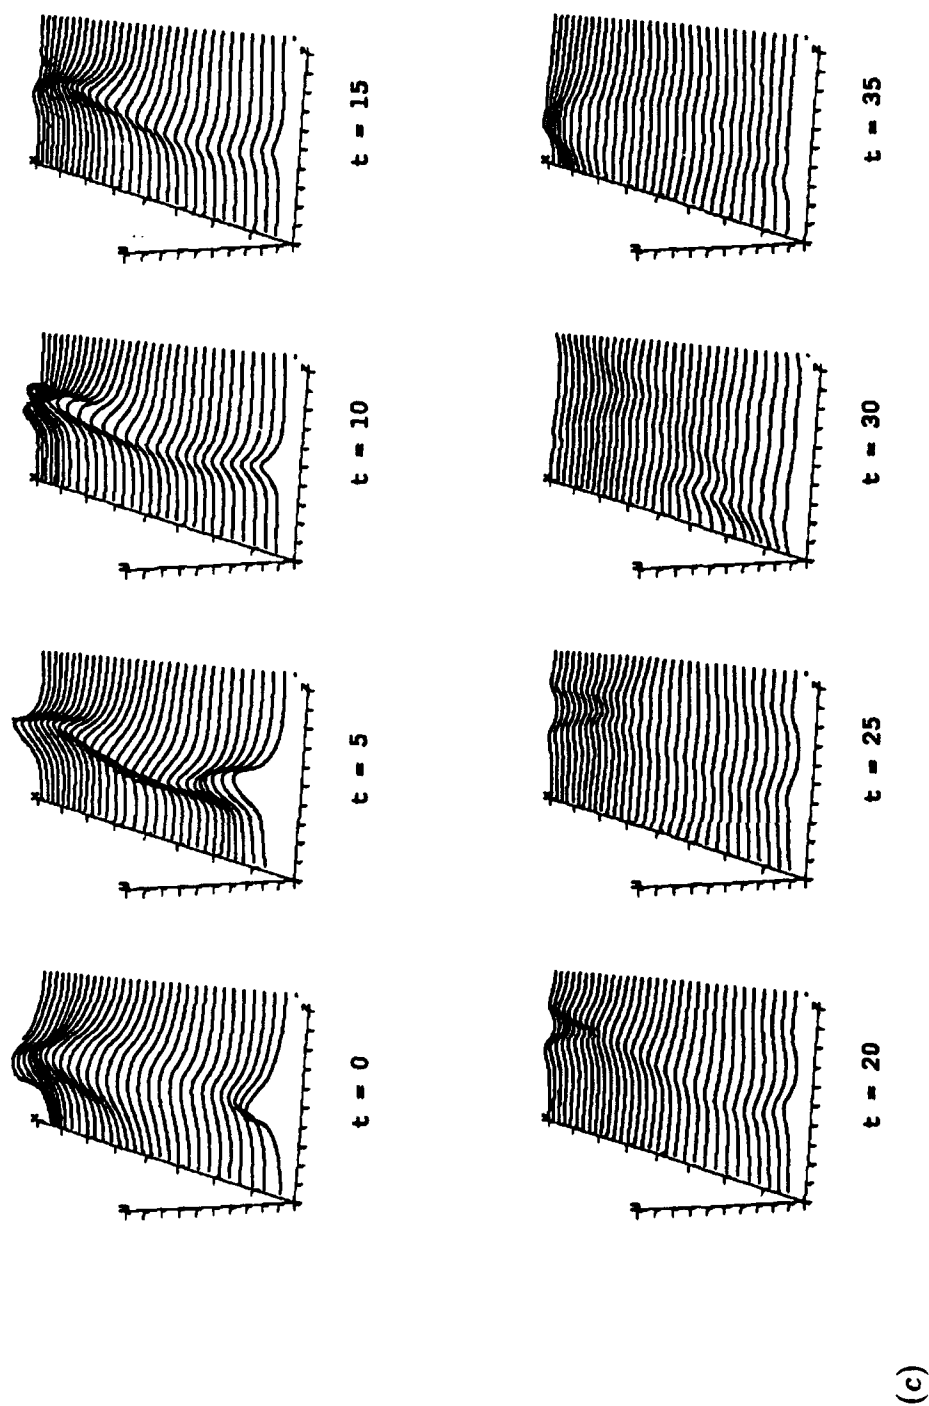 t = 0
t = 5
t = 10
t = 15
t = 20
t = 25
t = 30
t = 35
(c)